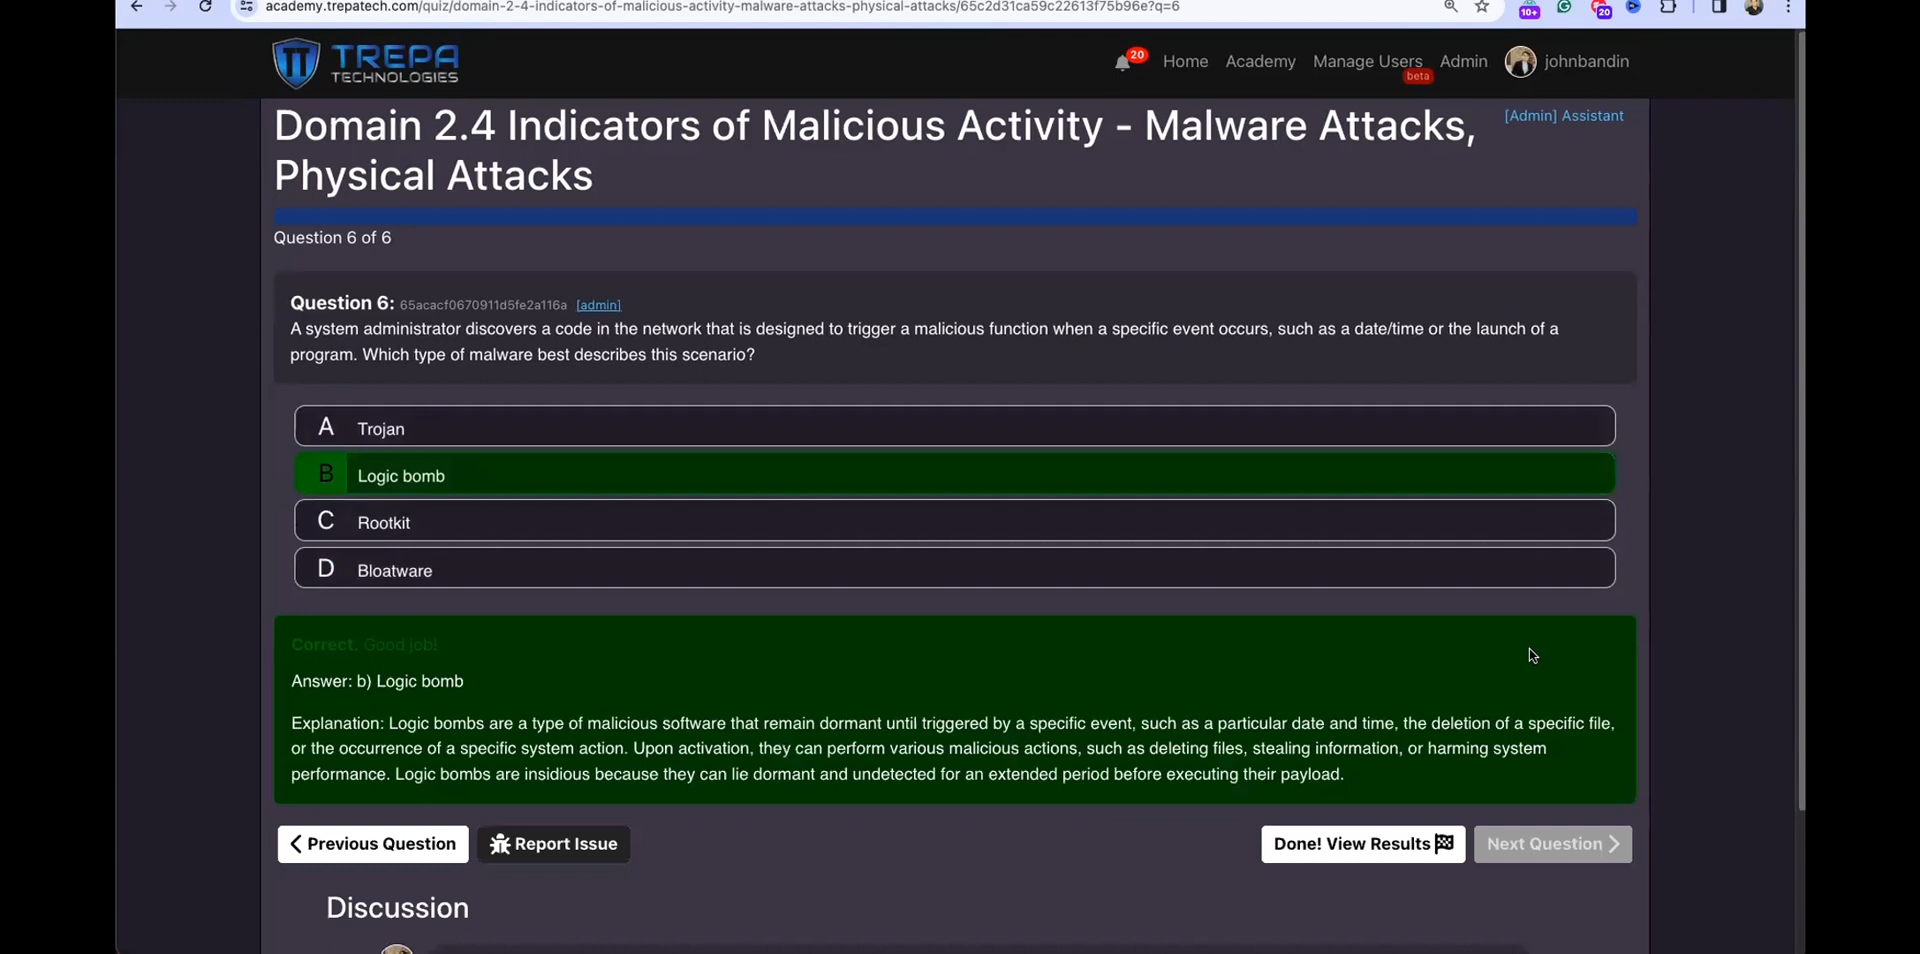 academy.trepatech.com/quiz/domain-2-4-indicators-of-malicious-activity-malware-attacks-physical-attacks/65c2d31ca59c22613f75b96e?q=6
10+
20
TREPA
TECHNOLOGIES
20
Home
Academy
Manage Users
beta
Admin
johnbandin
Domain 2.4 Indicators of Malicious Activity - Malware Attacks,
Physical Attacks
[Admin] Assistant
Question 6 of 6
Question 6: 65acacf0670911d5fe2a116a [admin]
A system administrator discovers a code in the network that is designed to trigger a malicious function when a specific event occurs, such as a date/time or the launch of a
program. Which type of malware best describes this scenario?
A Trojan
B Logic bomb
C Rootkit
D Bloatware
Correct. Good job!
Answer: b) Logic bomb
Explanation: Logic bombs are a type of malicious software that remain dormant until triggered by a specific event, such as a particular date and time, the deletion of a specific file,
or the occurrence of a specific system action. Upon activation, they can perform various malicious actions, such as deleting files, stealing information, or harming system
performance. Logic bombs are insidious because they can lie dormant and undetected for an extended period before executing their payload.
Previous Question
Report Issue
Done! View Results
Next Question
Discussion